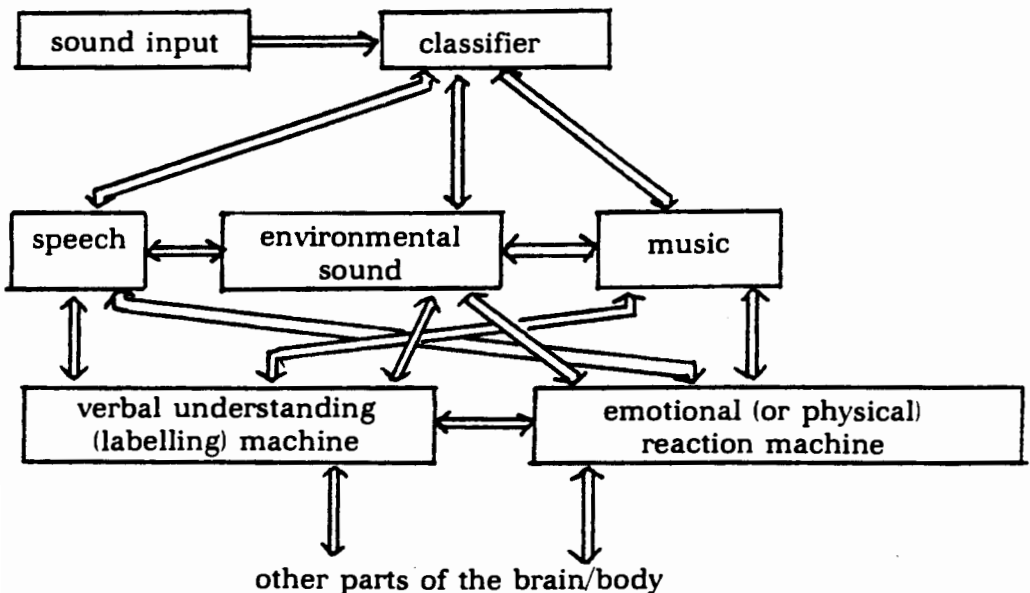 sound input
classifier
speech
environmental
sound
music
verbal understanding
(labelling) machine
emotional (or physical)
reaction machine
other parts of the brain/body